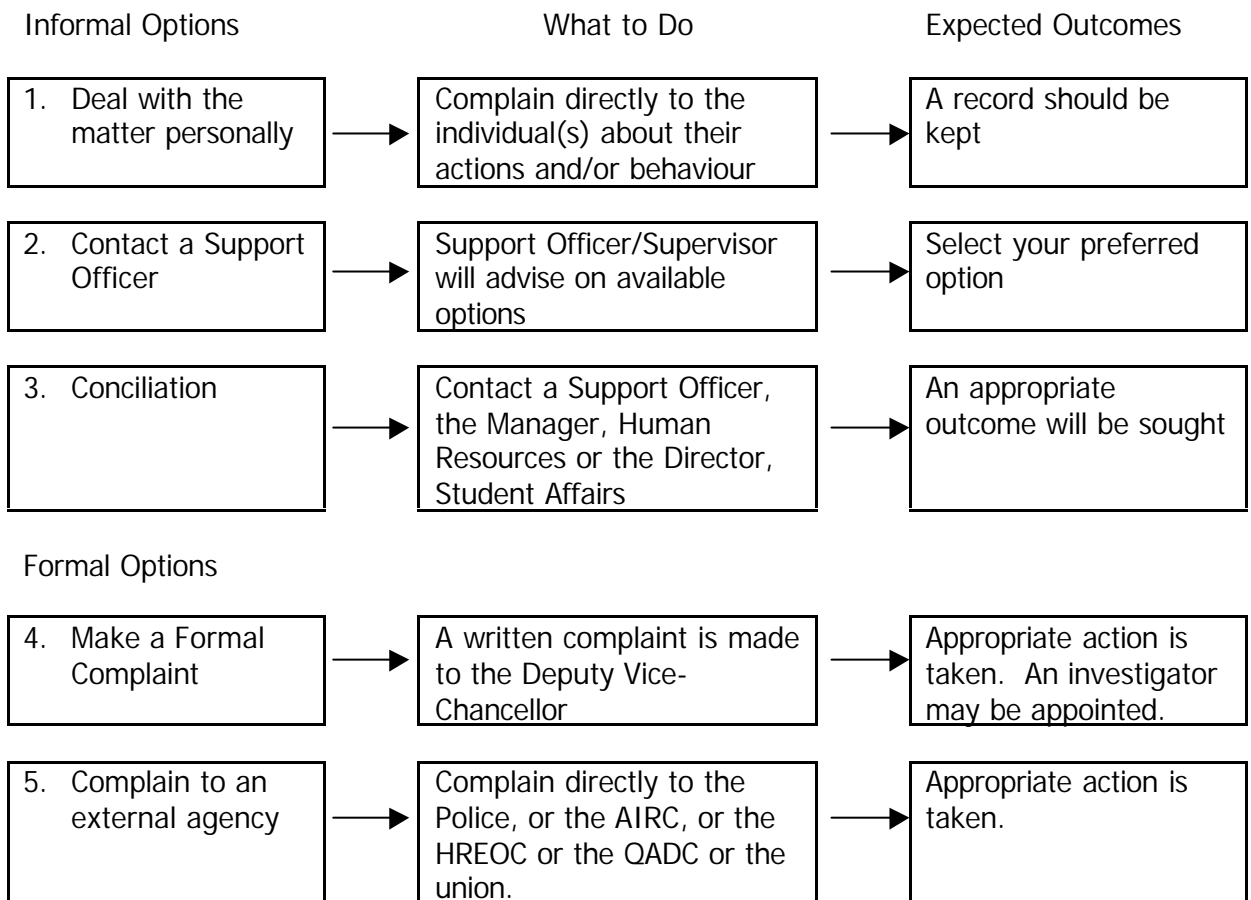 Informal Options
What to Do
Expected Outcomes
1. Deal with the
matter personally
Complain directly to the
individual(s) about their
actions and/or behaviour
A record should be
kept
2. Contact a Support
Officer
Support Officer/Supervisor
will advise on available
options
Select your preferred
option
3. Conciliation
Contact a Support Officer,
the Manager, Human
Resources or the Director,
Student Affairs
An appropriate
outcome will be sought
Formal Options
4. Make a Formal
Complaint
A written complaint is made
to the Deputy Vice-
Chancellor
Appropriate action is
taken. An investigator
may be appointed.
5. Complain to an
external agency
Complain directly to the
Police, or the AIRC, or the
HREOC or the QADC or the
union.
Appropriate action is
taken.